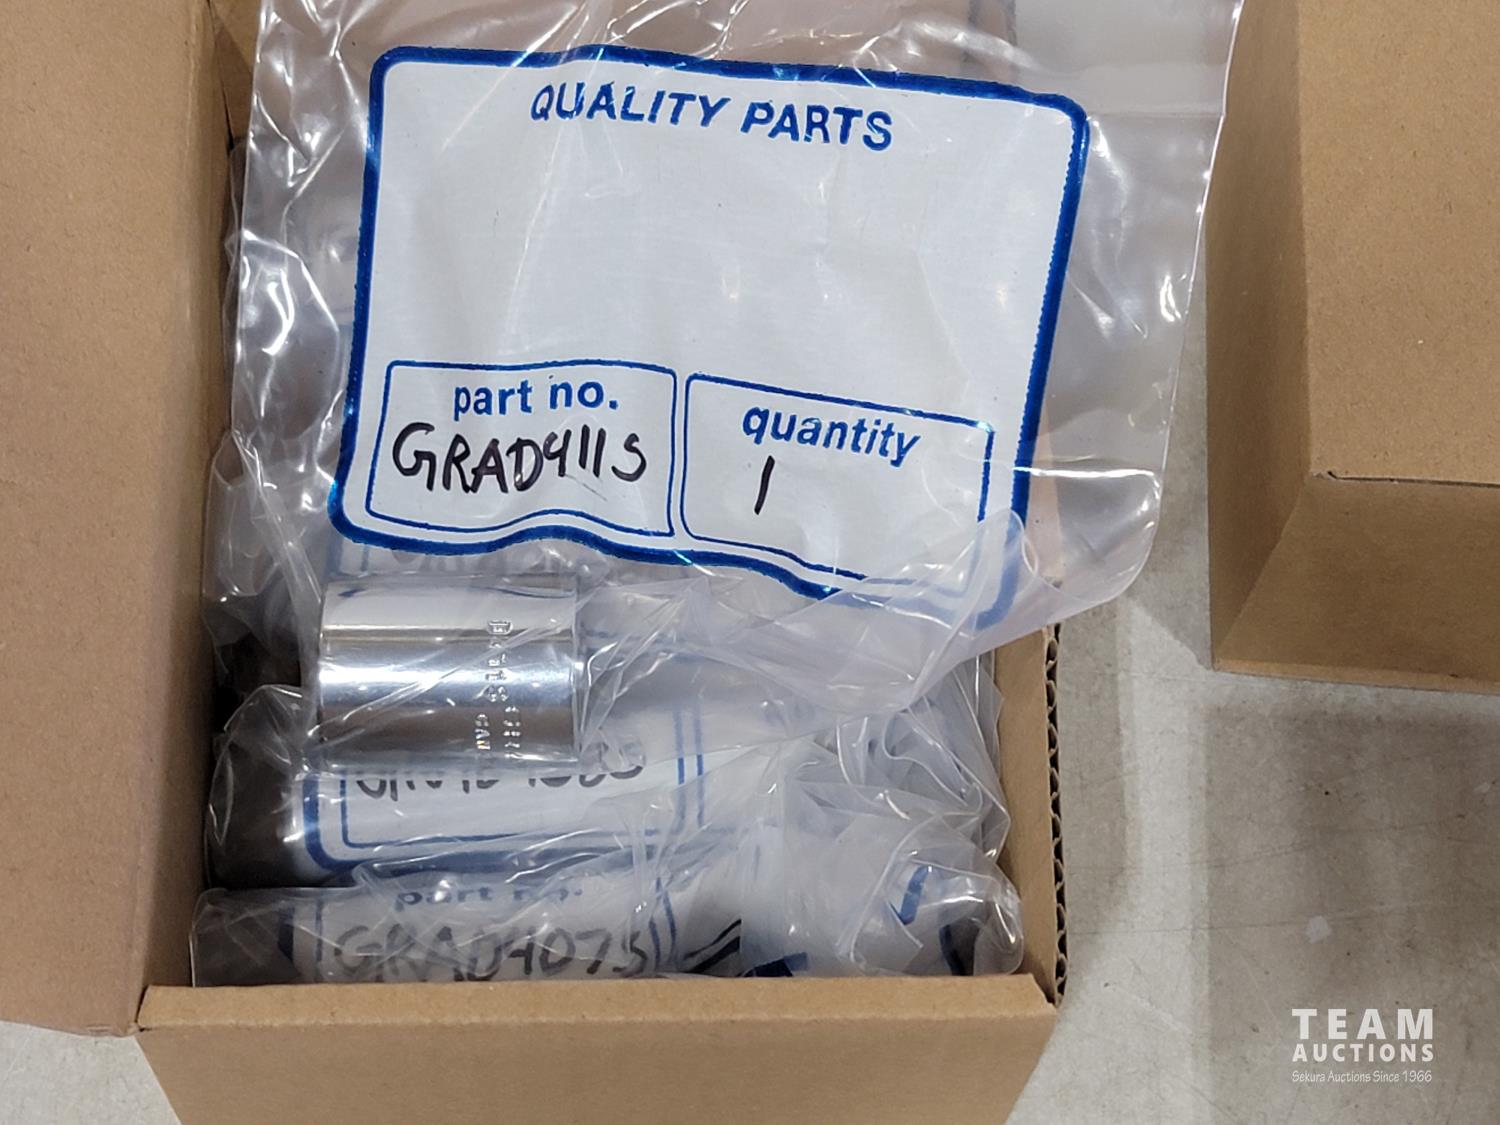 QUALITY PARTS
part no.
GRAD411S
quantity
1
part no.
GRAD407S
TEAM
AUCTIONS
Sekura Auctions Since 1966